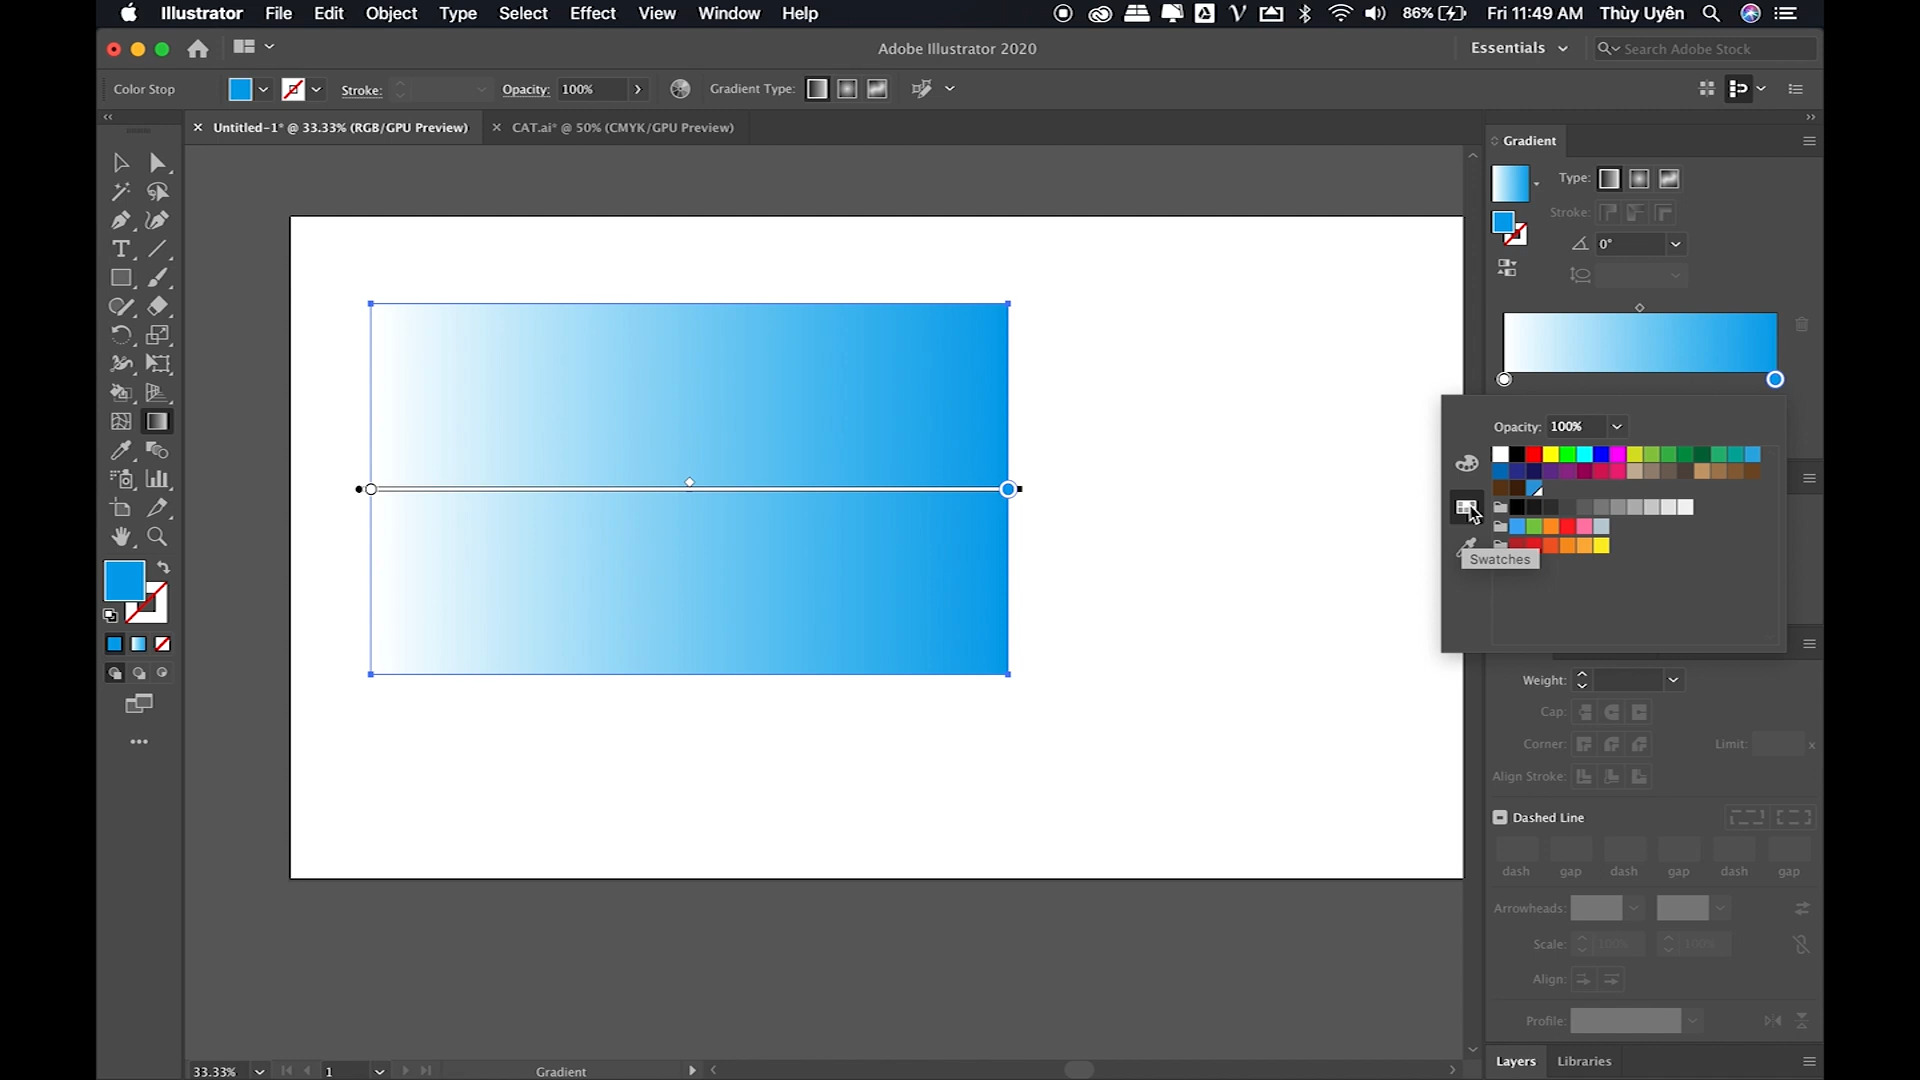 Illustrator File Edit Object Type Select Effect View Window Help 86% Fri 11:49 AM Thùy Uyên
Adobe Illustrator 2020 Essentials Search Adobe Stock
Color Stop Stroke: Opacity: 100% Gradient Type:
Untitled-1* @ 33.33% (RGB/GPU Preview) CAT.ai* @ 50% (CMYK/GPU Preview)
Gradient
Type:
Stroke:
0°
Opacity: 100%
Swatches
Weight:
Cap:
Corner: Limit: x
Align Stroke:
Dashed Line
dash gap dash gap dash gap
Arrowheads:
Scale: 100% 100%
Align:
Profile:
Layers Libraries
33.33% 1 Gradient